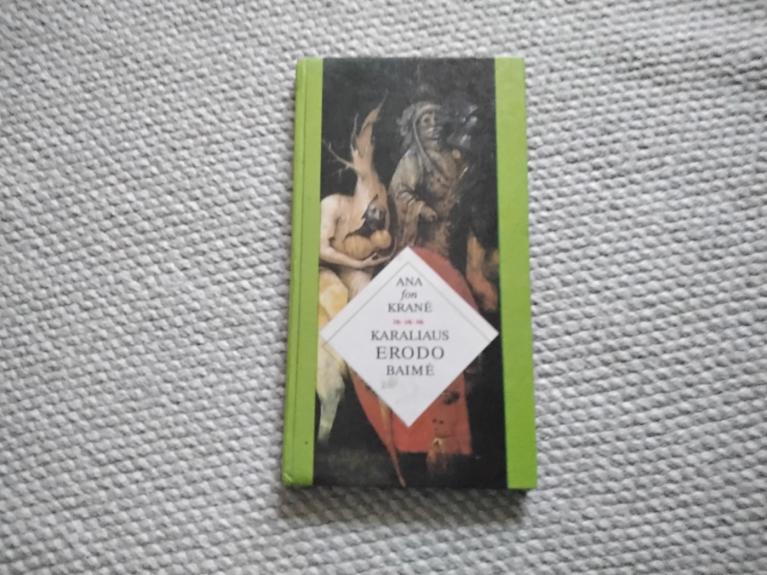 ANA
fon
KRANĖ
KARALIAUS
ERODO
BAIMĖ